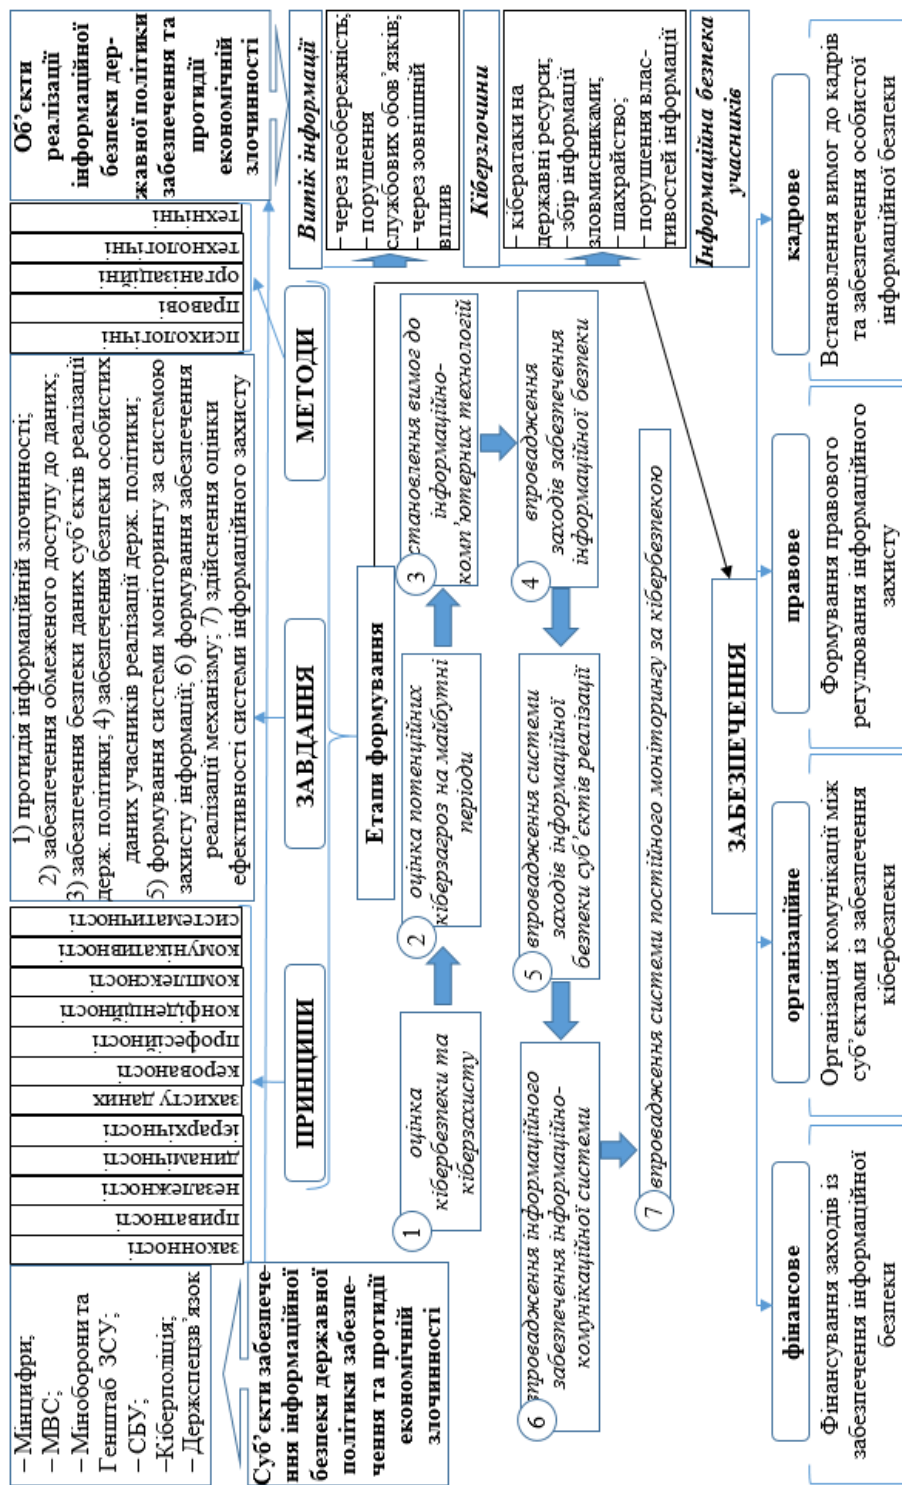 – Мінцифри;
– МВС;
– Міноборони та
Генштаб ЗСУ;
– СБУ;
– Кіберполіція;
– Держспецзв’язок
Суб’єкти забезпече-
ння інформаційної
безпеки державної
політики забезпе-
чення та протидії
економічній
злочинності
законності
приватності
незалежності
динамічності
ієрархічності
захисту даних
керованості
професійності
конфіденційності
комплексності
комунікативності
систематичності
ПРИНЦИПИ
1) протидія інформаційній злочинності;
2) забезпечення обмеженого доступу до даних;
3) забезпечення безпеки даних суб’єктів реалізації
держ. політики; 4) забезпечення безпеки особистих
даних учасників реалізації держ. політики;
5) формування системи моніторингу за системою
захисту інформації; 6) формування забезпечення
реалізації механізму; 7) здійснення оцінки
ефективності системи інформаційного захисту
ЗАВДАННЯ
психологічні
правові
організаційні
технологічні
технічні
МЕТОДИ
Об’єкти
реалізації
інформаційної
безпеки дер-
жавної політики
забезпечення та
протидії
економічній
злочинності
Витік інформації
– через необережність;
– порушення
службових обов’язків;
– через зовнішній
вплив
Кіберзлочини
– кібератаки на
державні ресурси;
– збір інформації
зловмисниками;
– шахрайство;
– порушення влас-
тивостей інформації
Інформаційна безпека
учасників
Етапи формування
1
оцінка
кібербезпеки та
кіберзахисту
2
оцінка потенційних
кіберзагроз на майбутні
періоди
3
становлення вимог до
інформаційно-
комп’ютерних технологій
4
впровадження
заходів забезпечення
інформаційної безпеки
5
впровадження системи
заходів інформаційної
безпеки суб’єктів реалізації
6
впровадження інформаційного
забезпечення інформаційно-
комунікаційної системи
7
впровадження системи постійного моніторингу за кібербезпекою
ЗАБЕЗПЕЧЕННЯ
фінансове
Фінансування заходів із
забезпечення інформаційної
безпеки
організаційне
Організація комунікації між
суб’єктами із забезпечення
кібербезпеки
правове
Формування правового
регулювання інформаційного
захисту
кадрове
Встановлення вимог до кадрів
та забезпечення особистої
інформаційної безпеки